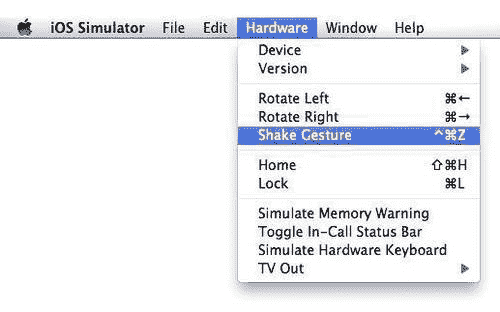 iOS Simulator File Edit Hardware Window Help
Device
Version
Rotate Left ⌘←
Rotate Right ⌘→
Shake Gesture ^⌘Z
Home ⇧⌘H
Lock ⌘L
Simulate Memory Warning
Toggle In-Call Status Bar
Simulate Hardware Keyboard
TV Out